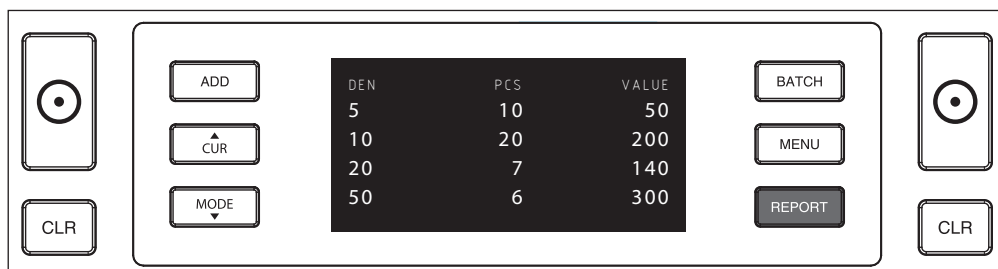 ADD
CUR
MODE
CLR
DEN PCS VALUE
5 10 50
10 20 200
20 7 140
50 6 300
BATCH
MENU
REPORT
CLR